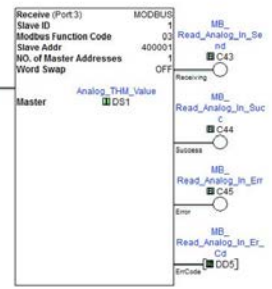 Receive (Port:3) MODBUS
Slave ID 1
Modbus Function Code 03
Slave Addr 400001
NO. of Master Addresses 1
Word Swap OFF
Analog_THM_Value
Master DS1
MB_
Read_Analog_In_Se
nd
C43
Receiving
MB_
Read_Analog_In_Suc
c
C44
Success
MB_
Read_Analog_In_Err
C45
Error
MB_
Read_Analog_In_Er_
Cd
DD5
ErrCode